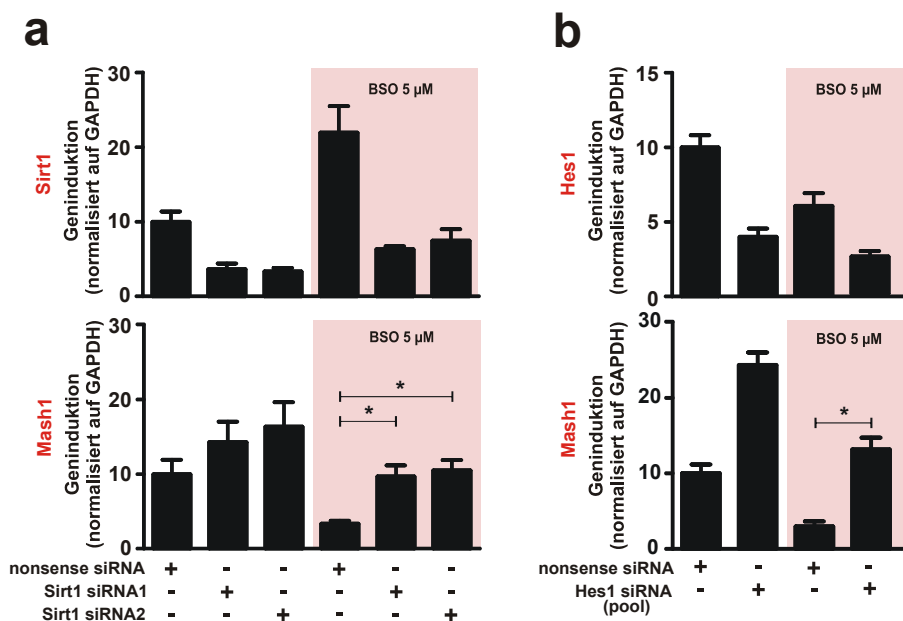 a
Sirt1
Geninduktion
(normalisiert auf GAPDH)
30
20
10
0
BSO 5 µM
Mash1
Geninduktion
(normalisiert auf GAPDH)
30
20
10
0
BSO 5 µM
*
*
nonsense siRNA + - - + - -
Sirt1 siRNA1 - + - - + -
Sirt1 siRNA2 - - + - - +
b
Hes1
Geninduktion
(normalisiert auf GAPDH)
15
10
5
0
BSO 5 µM
Mash1
Geninduktion
(normalisiert auf GAPDH)
30
20
10
0
BSO 5 µM
*
nonsense siRNA + - + -
Hes1 siRNA - + - +
(pool)